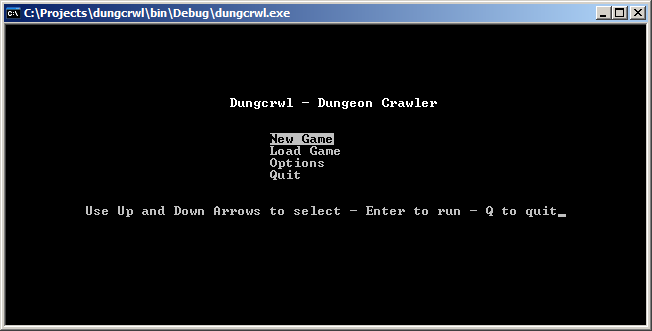 C:\Projects\dungcrwl\bin\Debug\dungcrwl.exe
Dungcrwl - Dungeon Crawler
New Game
Load Game
Options
Quit
Use Up and Down Arrows to select - Enter to run - Q to quit_